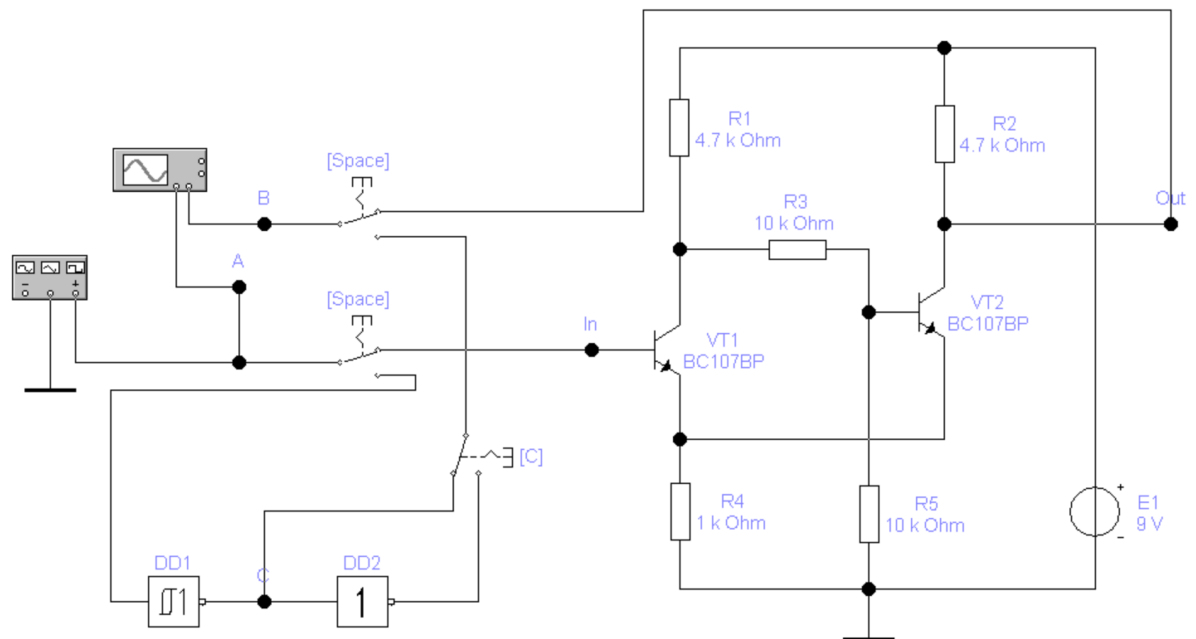 R1
4.7 k Ohm
R2
4.7 k Ohm
[Space]
B
R3
10 k Ohm
Out
A
[Space]
In
VT1
BC107BP
VT2
BC107BP
[C]
R4
1 k Ohm
R5
10 k Ohm
+
E1
9 V
-
DD1
C
DD2
1
1
- +